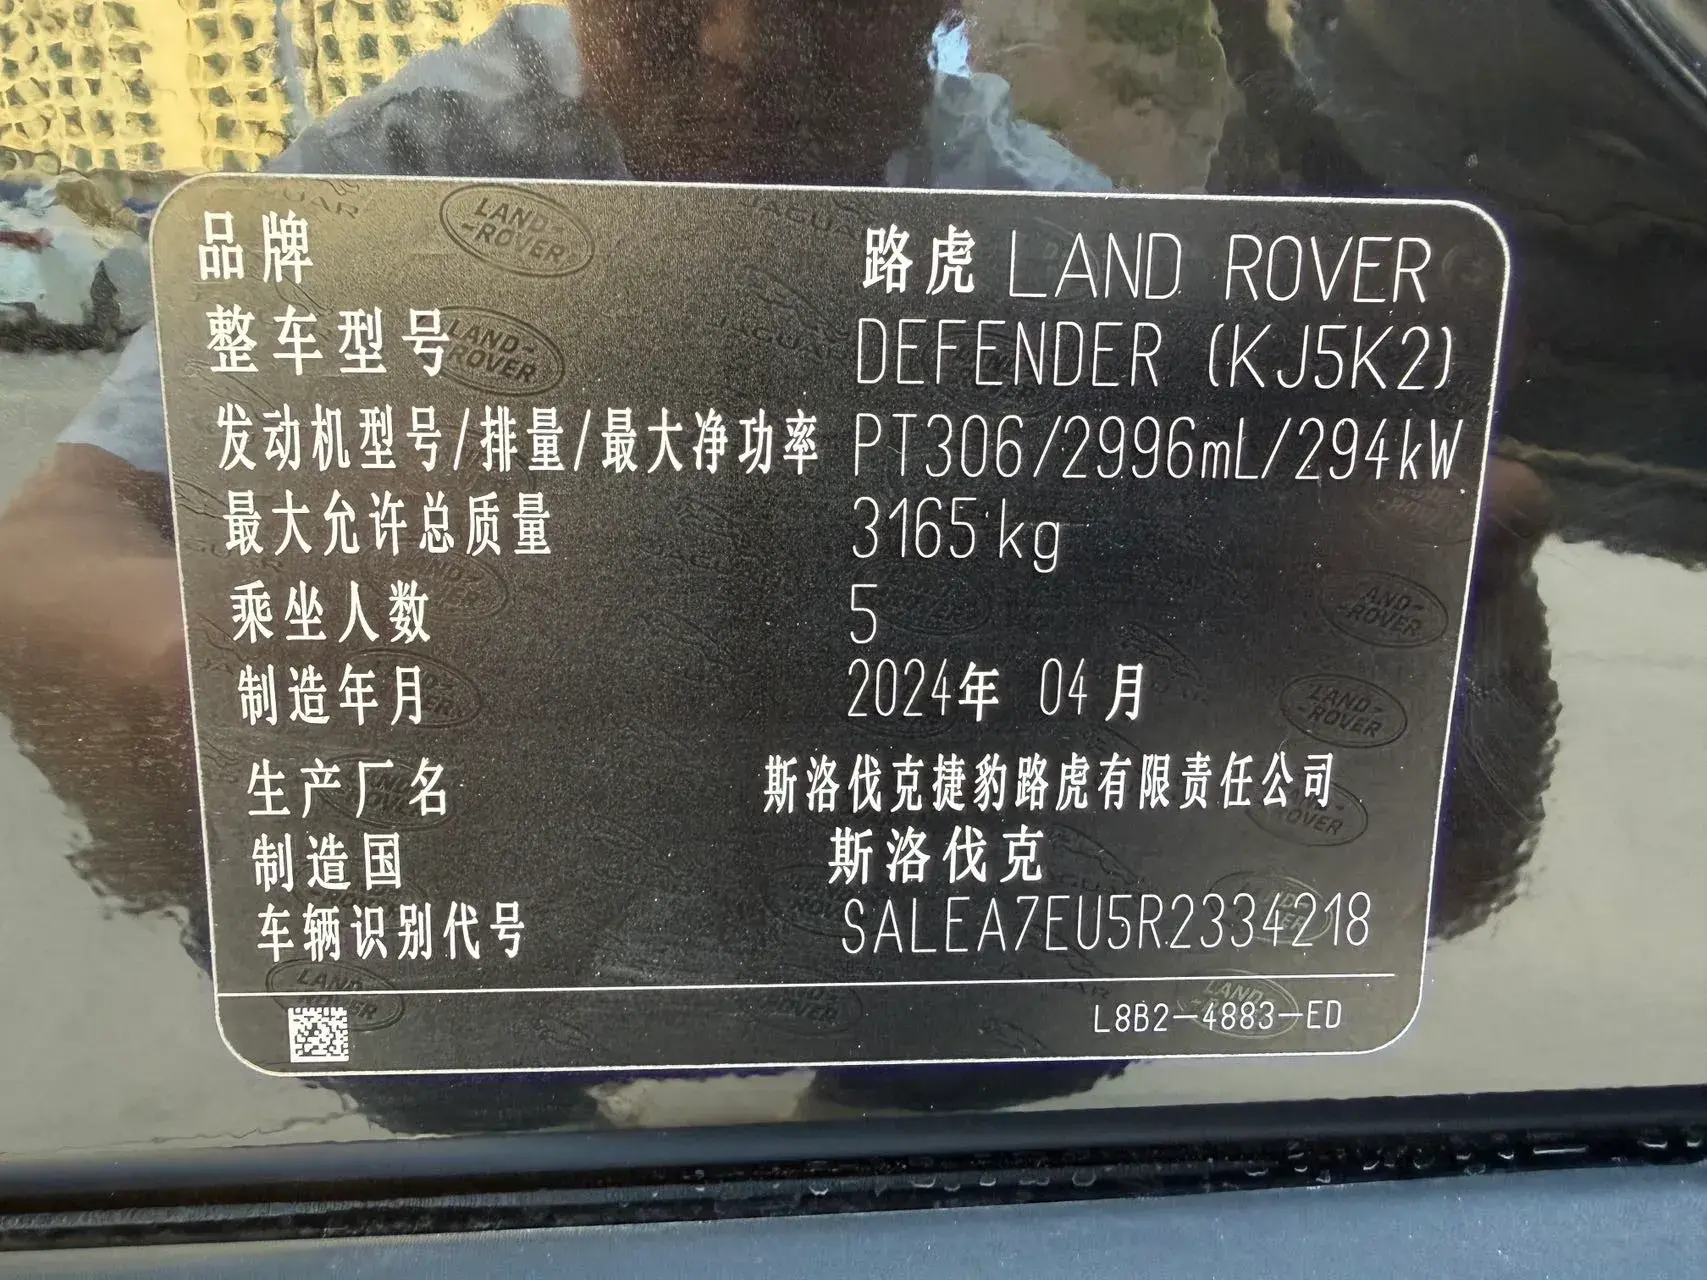 品牌 路虎 LAND ROVER
整车型号 DEFENDER (KJ5K2)
发动机型号/排量/最大净功率 PT306/2996mL/294kW
最大允许总质量 3165 kg
乘坐人数 5
制造年月 2024年 04月
生产厂名 斯洛伐克捷豹路虎有限责任公司
制造国 斯洛伐克
车辆识别代号 SALEA7EU5R2334218
L8B2-4883-ED